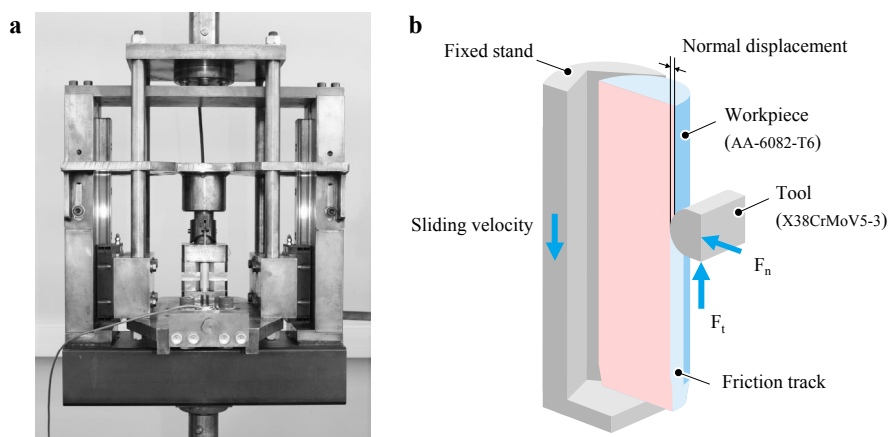 a
b
Normal displacement
Fixed stand
Workpiece
(AA-6082-T6)
Tool
(X38CrMoV5-3)
Sliding velocity
Fn
Ft
Friction track